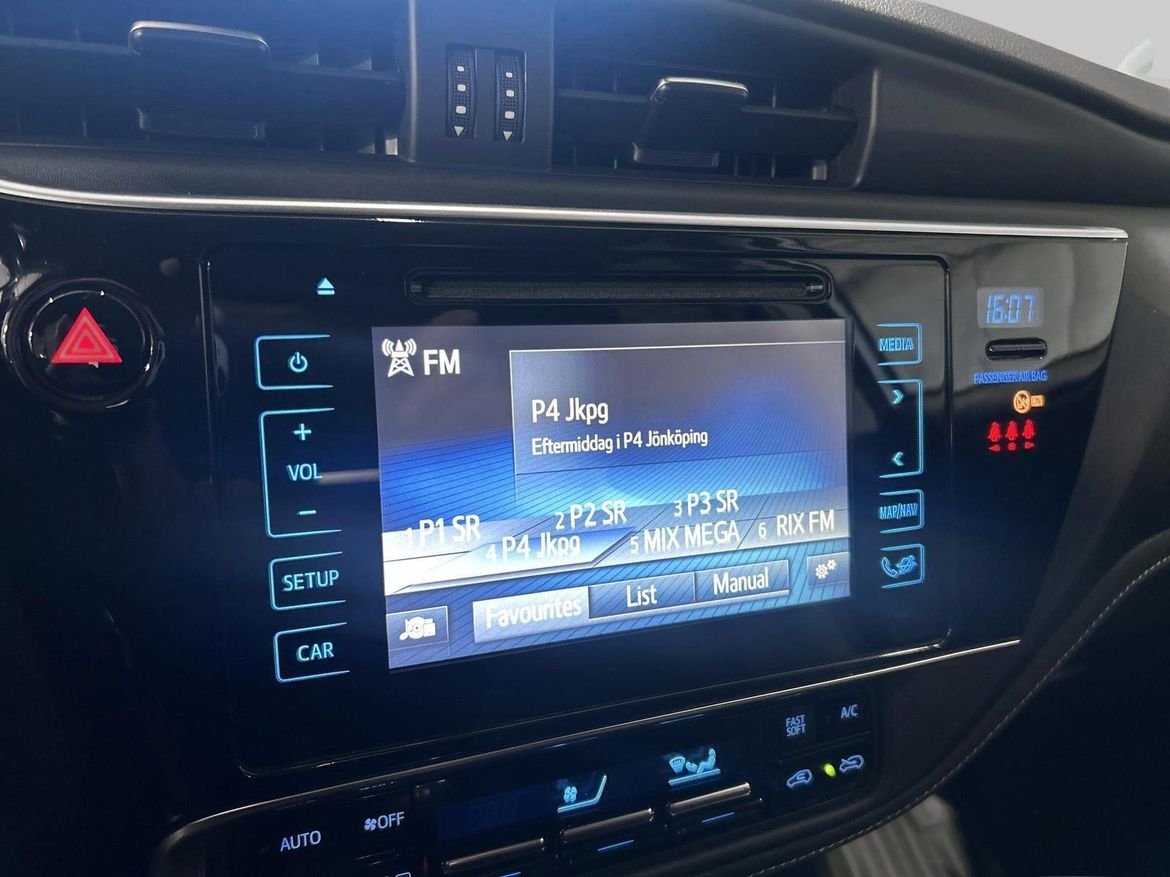 16:07
FM
MEDIA
P4 Jkpg
Eftermiddag i P4 Jönköping
PASSENGER AIR BAG
ON
+
VOL
−
>
<
1 P1 SR
2 P2 SR
3 P3 SR
4 P4 Jkpg
5 MIX MEGA
6 RIX FM
MAP/NAV
SETUP
Favourites
List
Manual
CAR
FAST
SOFT
A/C
AUTO
OFF